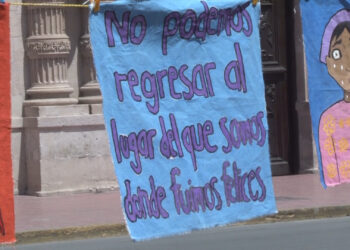 No podemos
regresar al
lugar del que somos
donde fuimos felices